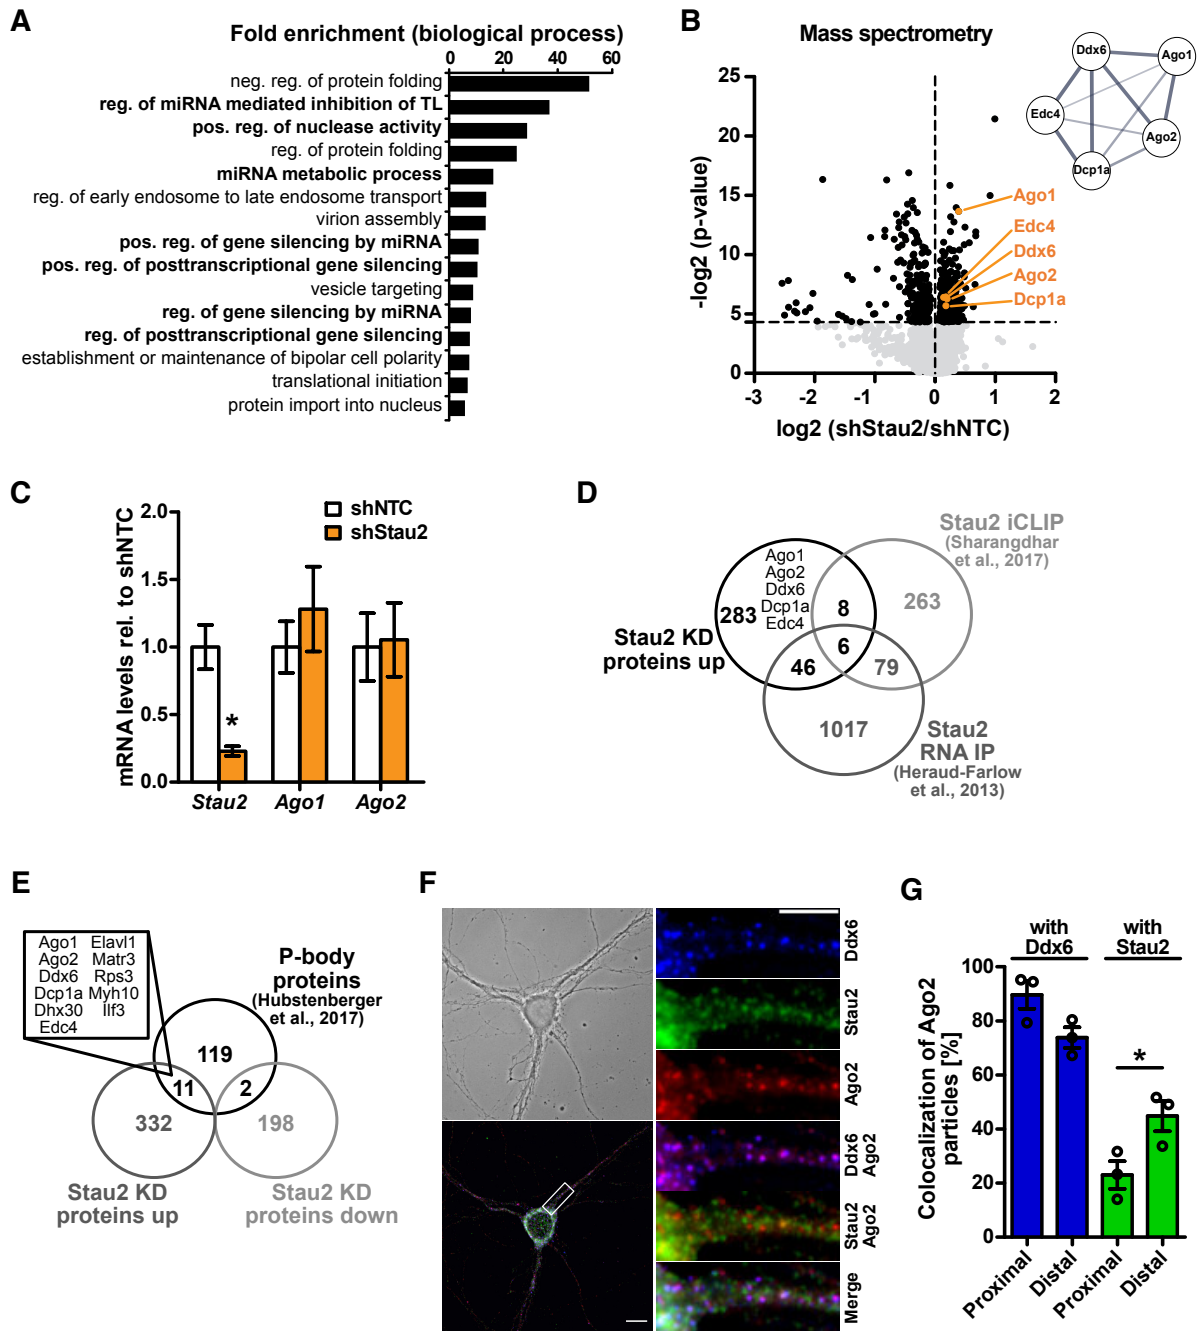 A
Fold enrichment (biological process)
0 20 40 60
neg. reg. of protein folding
reg. of miRNA mediated inhibition of TL
pos. reg. of nuclease activity
reg. of protein folding
miRNA metabolic process
reg. of early endosome to late endosome transport
virion assembly
pos. reg. of gene silencing by miRNA
pos. reg. of posttranscriptional gene silencing
vesicle targeting
reg. of gene silencing by miRNA
reg. of posttranscriptional gene silencing
establishment or maintenance of bipolar cell polarity
translational initiation
protein import into nucleus
B
Mass spectrometry
Ddx6
Ago1
Edc4
Ago2
Dcp1a
25
20
15
10
5
0
-log2 (p-value)
Ago1
Edc4
Ddx6
Ago2
Dcp1a
-3 -2 -1 0 1 2
log2 (shStau2/shNTC)
C
shNTC
shStau2
mRNA levels rel. to shNTC
2.0
1.5
1.0
0.5
0.0
*
Stau2 Ago1 Ago2
D
Stau2 iCLIP
(Sharangdhar
et al., 2017)
Ago1
Ago2
Ddx6
Dcp1a
Edc4
283
8
263
6
46
79
1017
Stau2 KD
proteins up
Stau2
RNA IP
(Heraud-Farlow
et al., 2013)
E
Ago1 Elavl1
Ago2 Matr3
Ddx6 Rps3
Dcp1a Myh10
Dhx30 Ilf3
Edc4
P-body
proteins
(Hubstenberger
et al., 2017)
119
11
2
332
198
Stau2 KD
proteins up
Stau2 KD
proteins down
F
Ddx6
Stau2
Ago2
Ddx6
Ago2
Stau2
Ago2
Merge
G
with
Ddx6
with
Stau2
Colocalization of Ago2
particles [%]
100
80
60
40
20
0
*
Proximal
Distal
Proximal
Distal